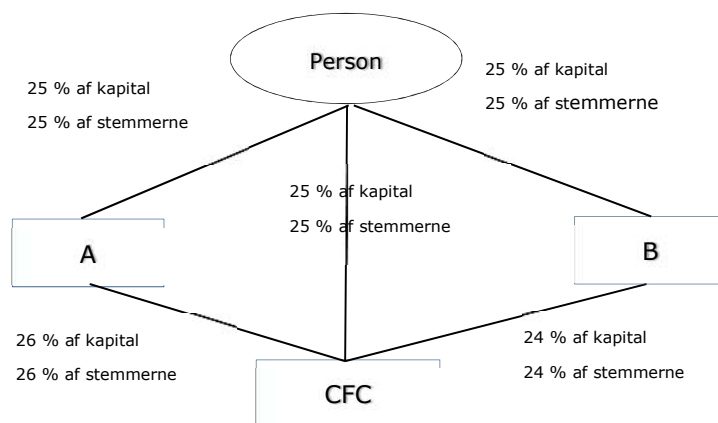 Person
25 % af kapital
25 % af stemmerne
25 % af kapital
25 % af stemmerne
25 % af kapital
25 % af stemmerne
A
B
26 % af kapital
26 % af stemmerne
24 % af kapital
24 % af stemmerne
CFC